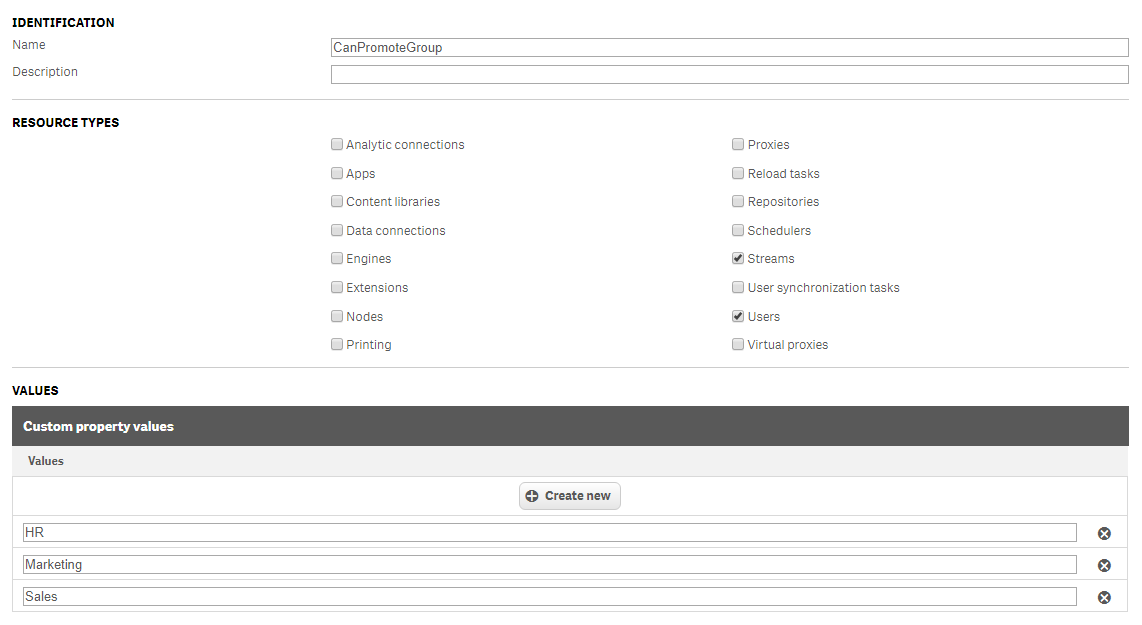 IDENTIFICATION
Name
CanPromoteGroup
Description
RESOURCE TYPES
Analytic connections
Proxies
Apps
Reload tasks
Content libraries
Repositories
Data connections
Schedulers
Engines
Streams
Extensions
User synchronization tasks
Nodes
Users
Printing
Virtual proxies
VALUES
Custom property values
Values
Create new
HR
Marketing
Sales